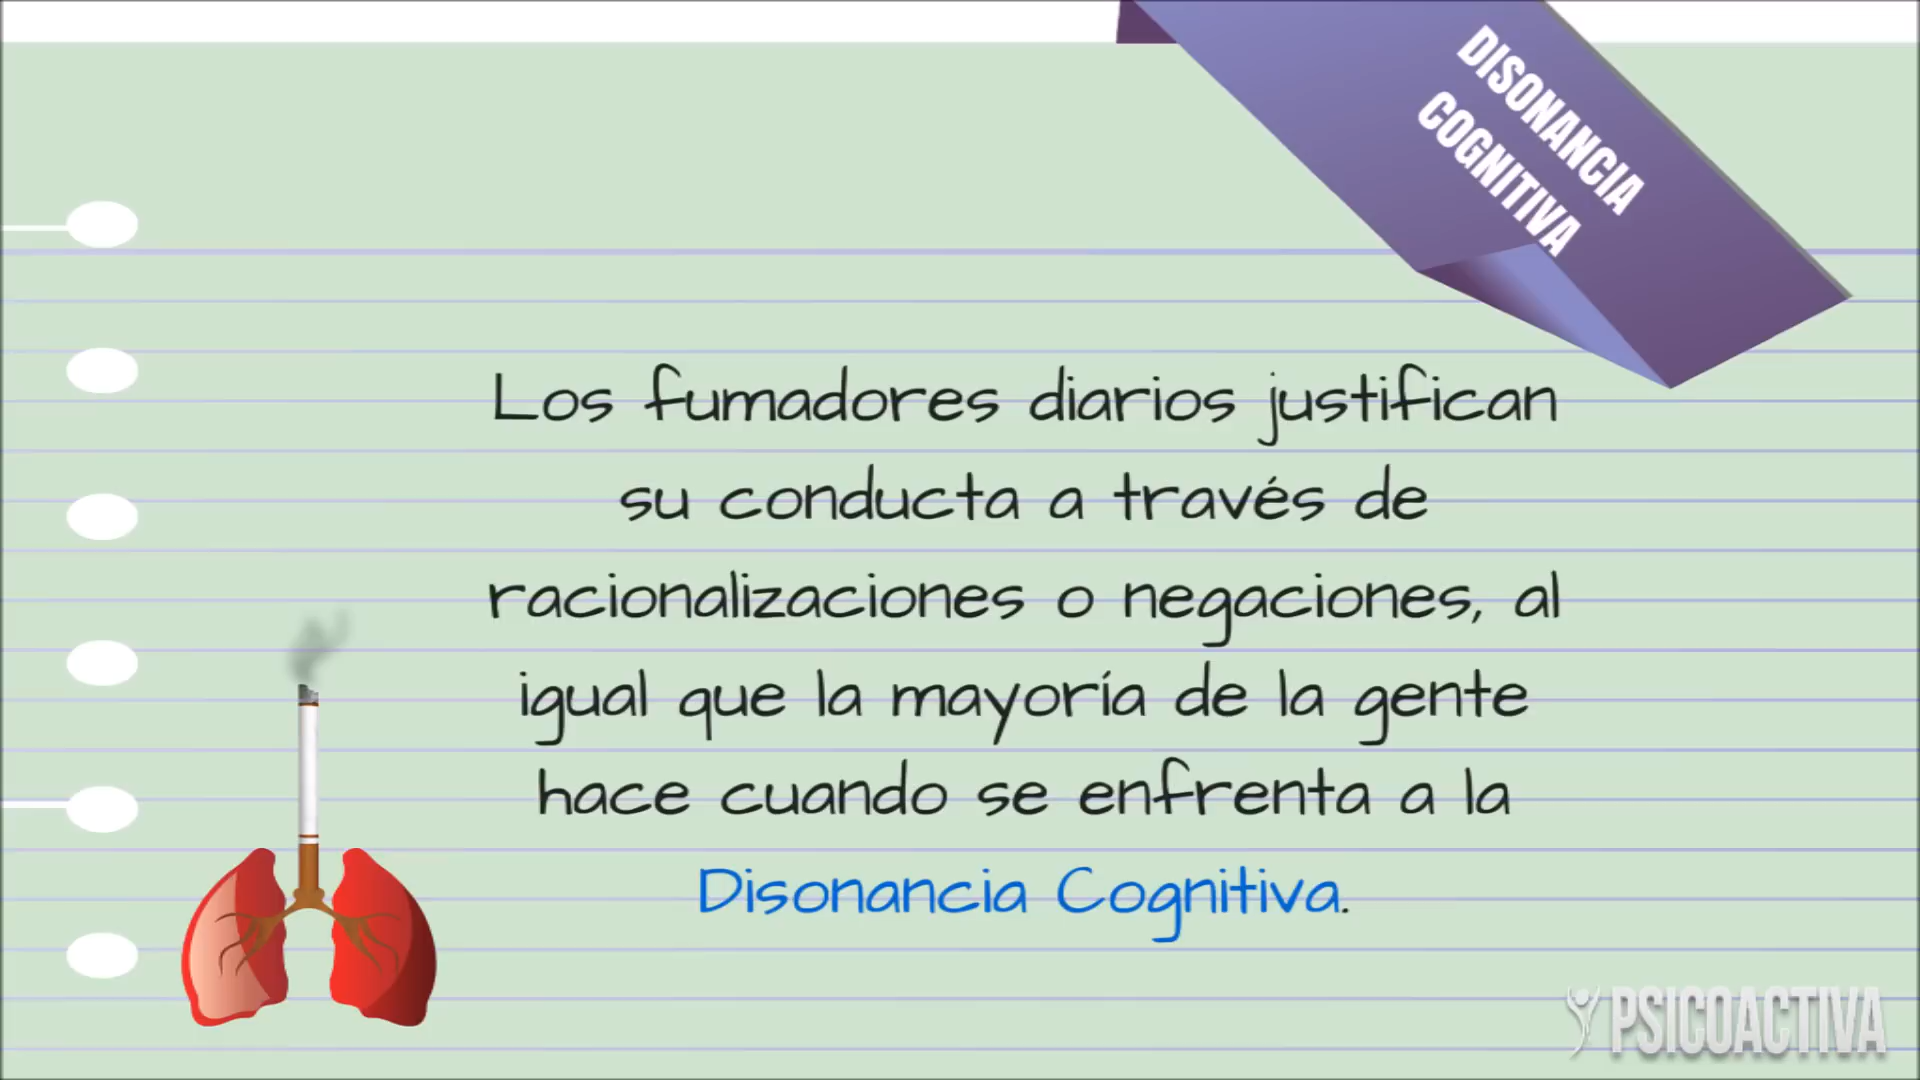 DISONANCIA
COGNITIVA
Los fumadores diarios justifican
su conducta a través de
racionalizaciones o negaciones, al
igual que la mayoría de la gente
hace cuando se enfrenta a la
Disonancia Cognitiva.
PSICOACTIVA